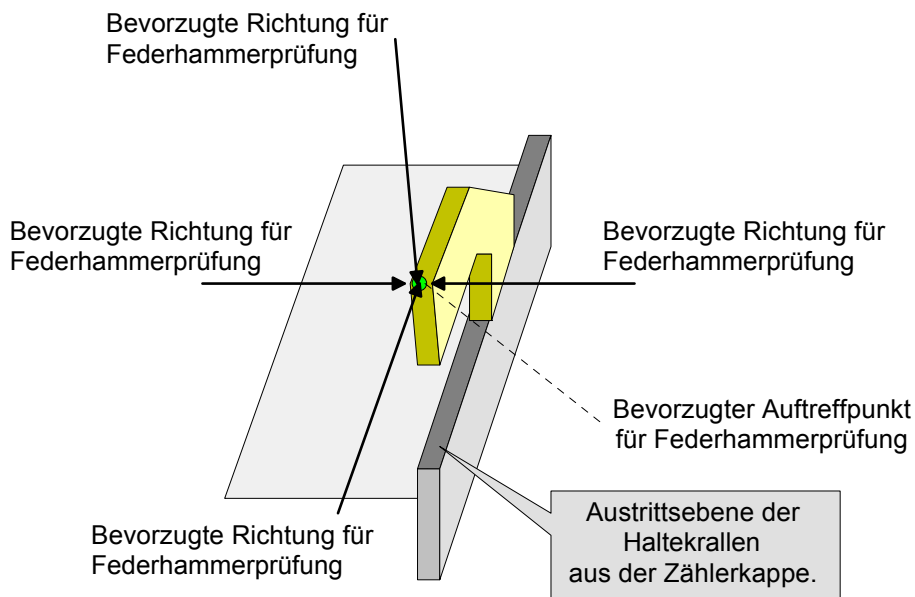 Bevorzugte Richtung für
Federhammerprüfung
Bevorzugte Richtung für
Federhammerprüfung
Bevorzugte Richtung für
Federhammerprüfung
Bevorzugter Auftreffpunkt
für Federhammerprüfung
Bevorzugte Richtung für
Federhammerprüfung
Austrittsebene der
Haltekrallen
aus der Zählerkappe.